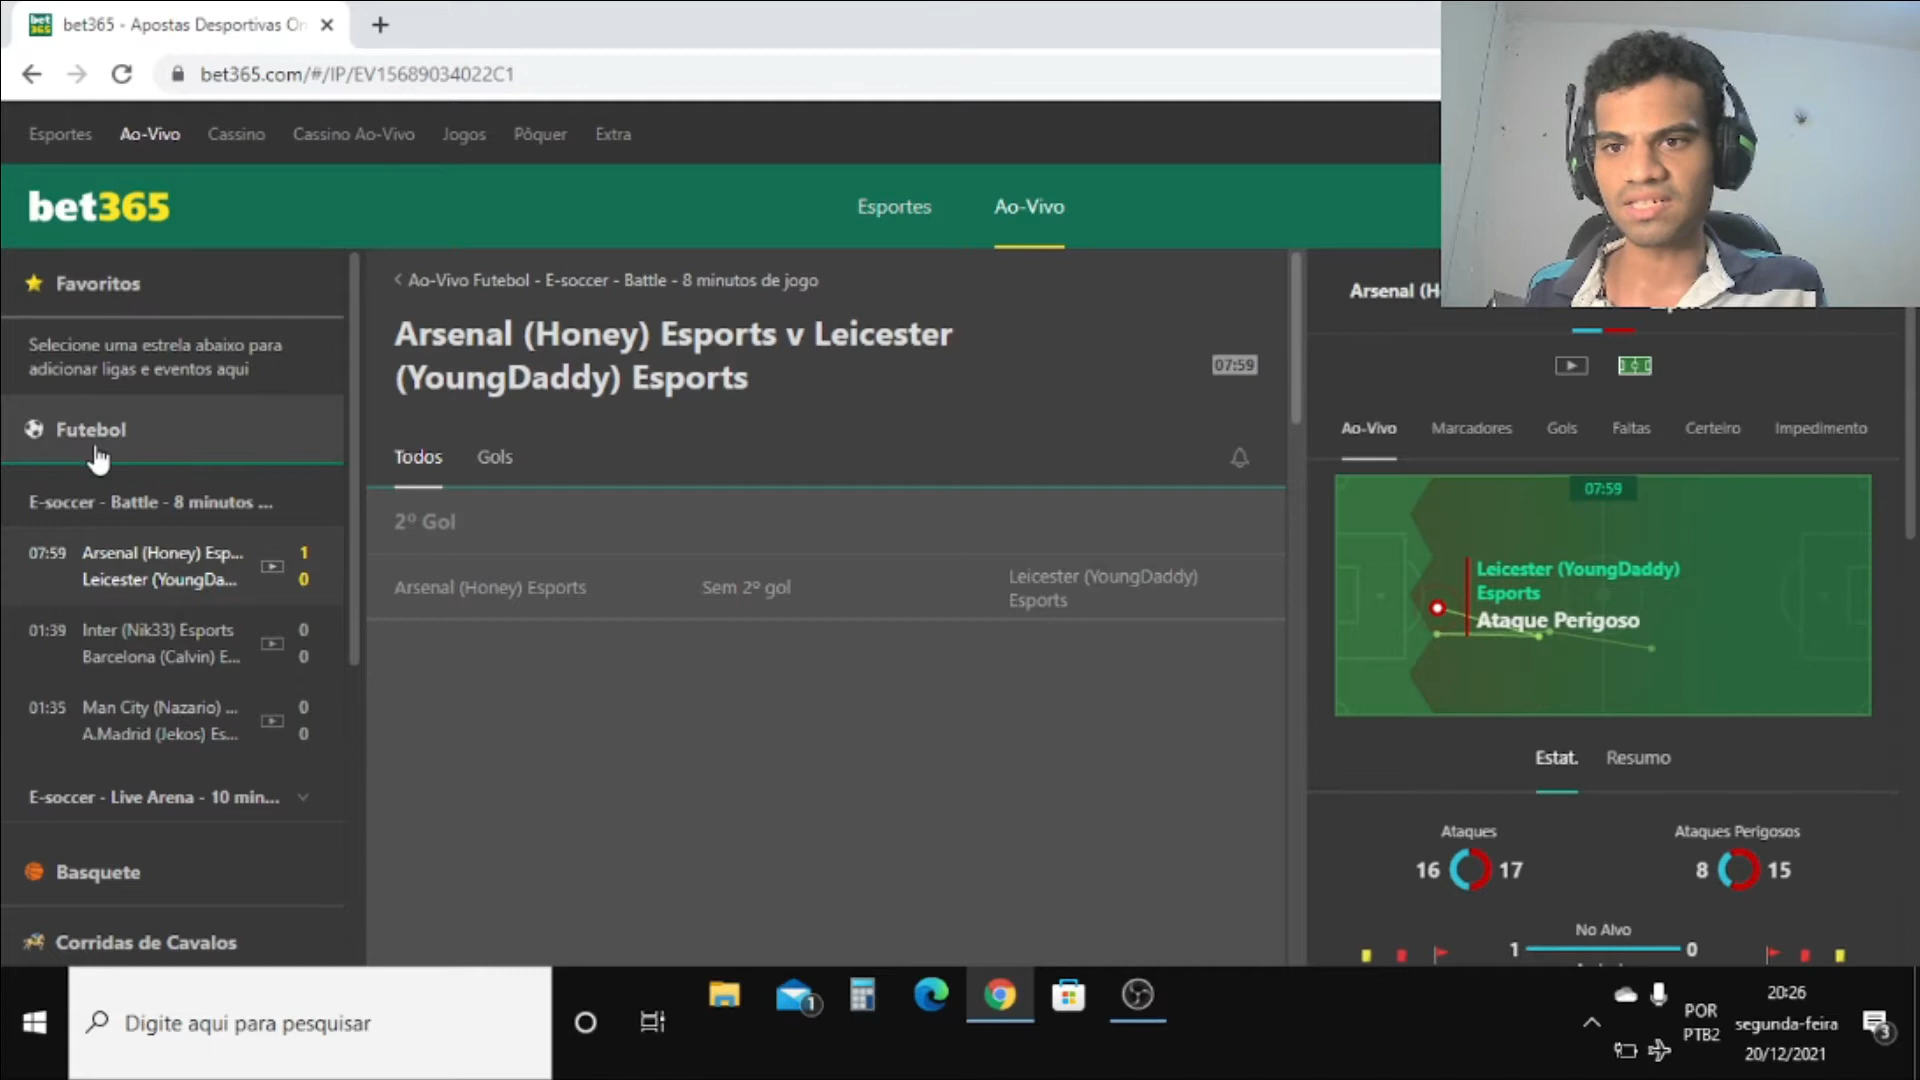 bet365 - Apostas Desportivas On
bet365.com/#/IP/EV15689034022C1
Esportes Ao-Vivo Cassino Cassino Ao-Vivo Jogos Pôquer Extra
bet365
Esportes Ao-Vivo
Favoritos
Selecione uma estrela abaixo para
adicionar ligas e eventos aqui
Futebol
E-soccer - Battle - 8 minutos ...
07:59 Arsenal (Honey) Esp... 1
Leicester (YoungDa... 0
01:39 Inter (Nik33) Esports 0
Barcelona (Calvin) E... 0
01:35 Man City (Nazario) ... 0
A.Madrid (Jekos) Es... 0
E-soccer - Live Arena - 10 min...
Basquete
Corridas de Cavalos
Ao-Vivo Futebol - E-soccer - Battle - 8 minutos de jogo
Arsenal (Honey) Esports v Leicester
(YoungDaddy) Esports
07:59
Todos Gols
2º Gol
Arsenal (Honey) Esports Sem 2º gol Leicester (YoungDaddy)
Esports
Arsenal (H
Ao-Vivo Marcadores Gols Faltas Certeiro Impedimento
07:59
Leicester (YoungDaddy)
Esports
Ataque Perigoso
Estat. Resumo
Ataques Ataques Perigosos
16 17 8 15
No Alvo
1 0
Digite aqui para pesquisar
1
POR
PTB2
20:26
segunda-feira
20/12/2021
3